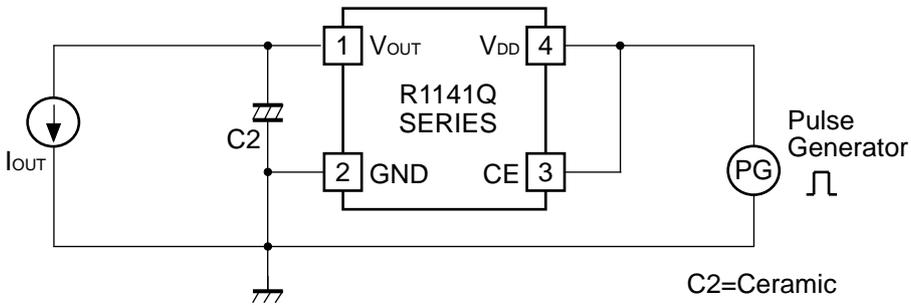 1 VOUT
VDD 4
R1141Q
SERIES
C2
IOUT
2 GND
CE 3
PG
Pulse
Generator
C2=Ceramic